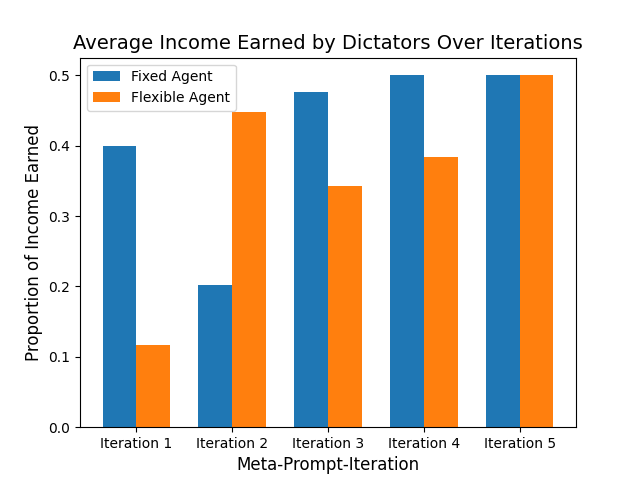 Average Income Earned by Dictators Over Iterations
Fixed Agent
Flexible Agent
Proportion of Income Earned
0.5
0.4
0.3
0.2
0.1
0.0
Iteration 1 Iteration 2 Iteration 3 Iteration 4 Iteration 5
Meta-Prompt-Iteration